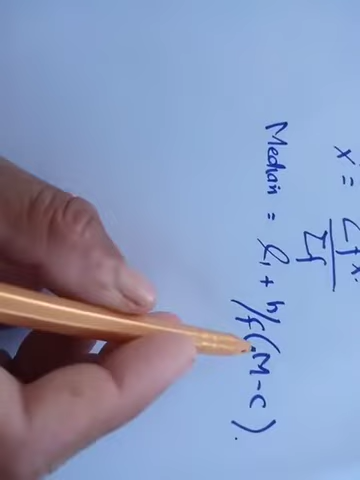 x = Σfx / Σf
Median = l₁ + h/f (M - C).